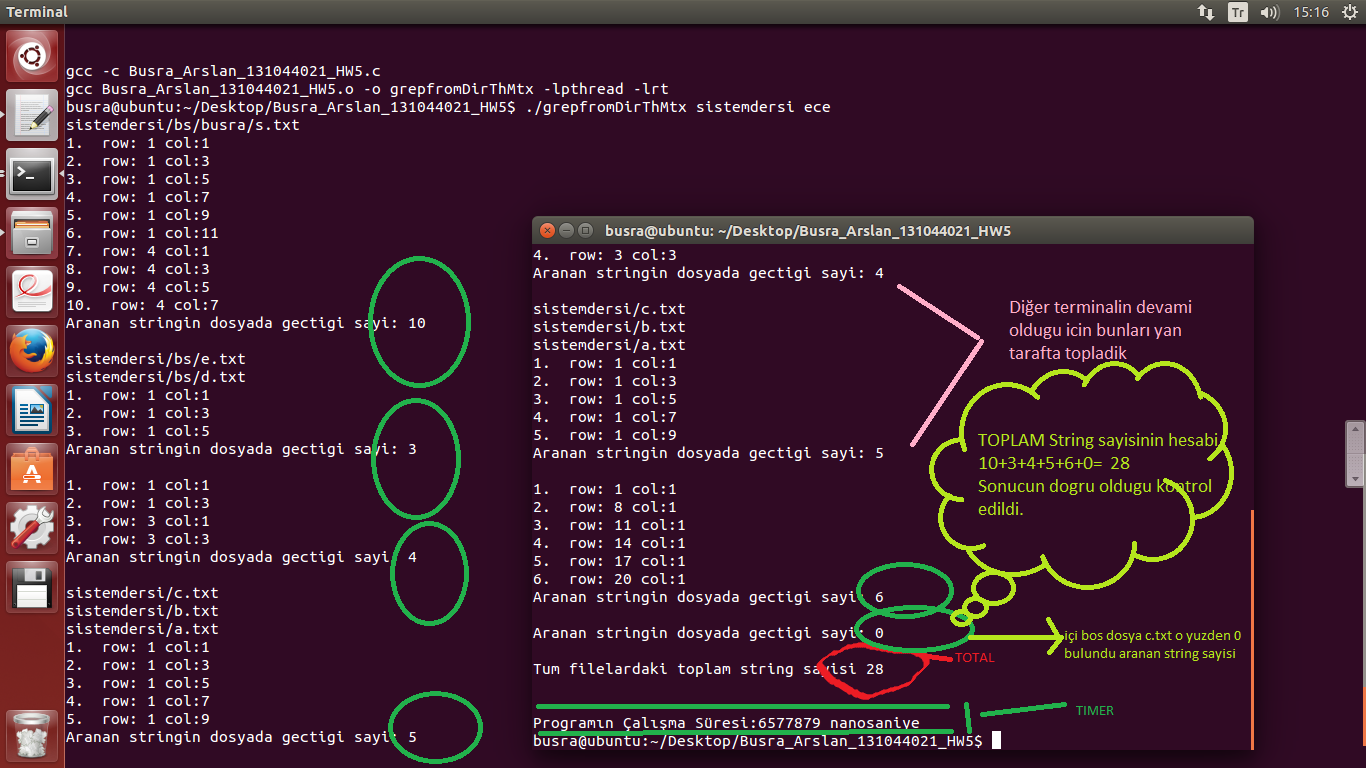 Terminal
Tr
15:16
gcc -c Busra_Arslan_131044021_HW5.c
gcc Busra_Arslan_131044021_HW5.o -o grepfromDirThMtx -lpthread -lrt
busra@ubuntu:~/Desktop/Busra_Arslan_131044021_HW5$ ./grepfromDirThMtx sistemdersi ece
sistemdersi/bs/busra/s.txt
1.  row: 1 col:1
2.  row: 1 col:3
3.  row: 1 col:5
4.  row: 1 col:7
5.  row: 1 col:9
6.  row: 1 col:11
7.  row: 4 col:1
8.  row: 4 col:3
9.  row: 4 col:5
10.  row: 4 col:7
Aranan stringin dosyada gectigi sayi: 10
sistemdersi/bs/e.txt
sistemdersi/bs/d.txt
1.  row: 1 col:1
2.  row: 1 col:3
3.  row: 1 col:5
Aranan stringin dosyada gectigi sayi: 3
1.  row: 1 col:1
2.  row: 1 col:3
3.  row: 3 col:1
4.  row: 3 col:3
Aranan stringin dosyada gectigi sayi: 4
sistemdersi/c.txt
sistemdersi/b.txt
sistemdersi/a.txt
1.  row: 1 col:1
2.  row: 1 col:3
3.  row: 1 col:5
4.  row: 1 col:7
5.  row: 1 col:9
Aranan stringin dosyada gectigi sayi: 5
busra@ubuntu: ~/Desktop/Busra_Arslan_131044021_HW5
4.  row: 3 col:3
Aranan stringin dosyada gectigi sayi: 4
sistemdersi/c.txt
sistemdersi/b.txt
sistemdersi/a.txt
1.  row: 1 col:1
2.  row: 1 col:3
3.  row: 1 col:5
4.  row: 1 col:7
5.  row: 1 col:9
Aranan stringin dosyada gectigi sayi: 5
1.  row: 1 col:1
2.  row: 8 col:1
3.  row: 11 col:1
4.  row: 14 col:1
5.  row: 17 col:1
6.  row: 20 col:1
Aranan stringin dosyada gectigi sayi: 6
Aranan stringin dosyada gectigi sayi: 0
Tum filelardaki toplam string sayisi 28
Programın Çalışma Süresi:6577879 nanosaniye
busra@ubuntu:~/Desktop/Busra_Arslan_131044021_HW5$
Diğer terminalin devami
oldugu icin bunları yan
tarafta topladik
TOPLAM String sayisinin hesabi
10+3+4+5+6+0=  28
Sonucun dogru oldugu kontrol
edildi.
içi bos dosya c.txt o yuzden 0
bulundu aranan string sayisi
TOTAL
TIMER